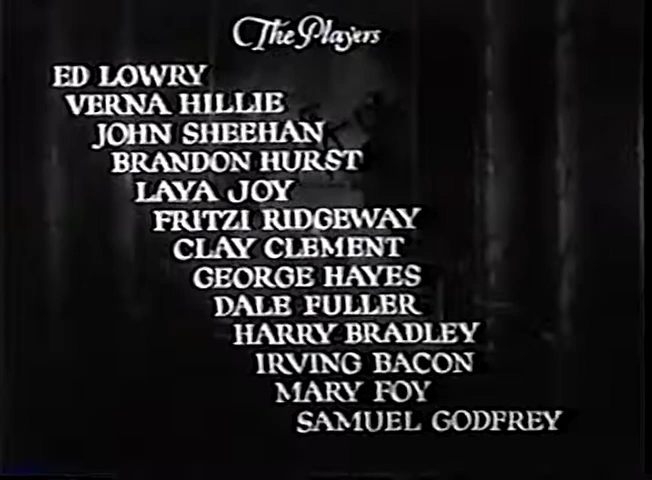 The Players
ED LOWRY
VERNA HILLIE
JOHN SHEEHAN
BRANDON HURST
LAYA JOY
FRITZI RIDGEWAY
CLAY CLEMENT
GEORGE HAYES
DALE FULLER
HARRY BRADLEY
IRVING BACON
MARY FOY
SAMUEL GODFREY